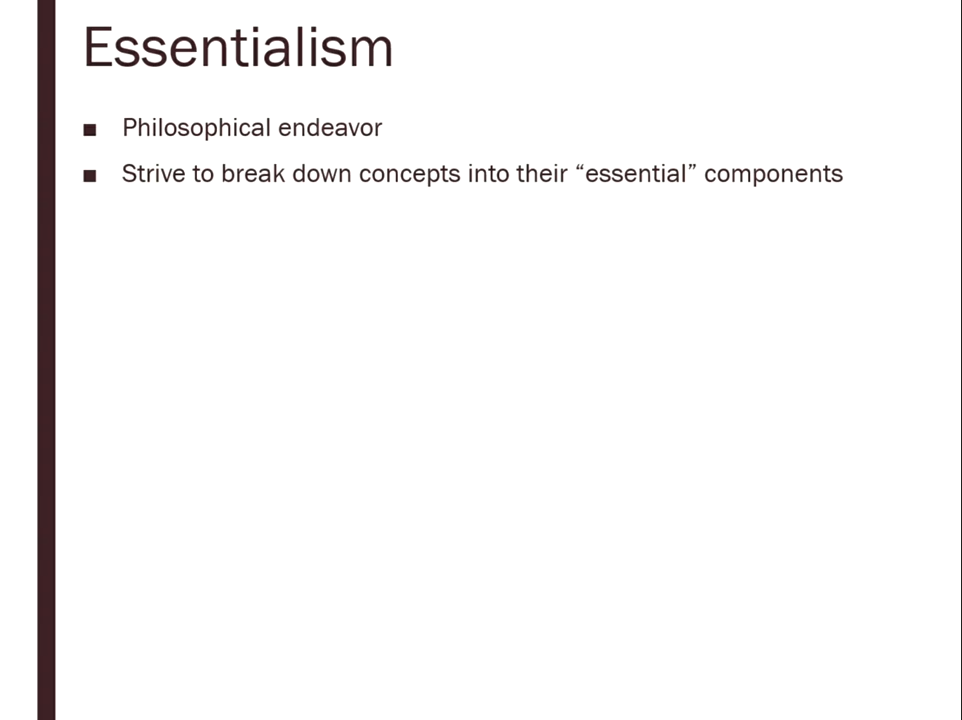 Essentialism
■ Philosophical endeavor
■ Strive to break down concepts into their “essential” components